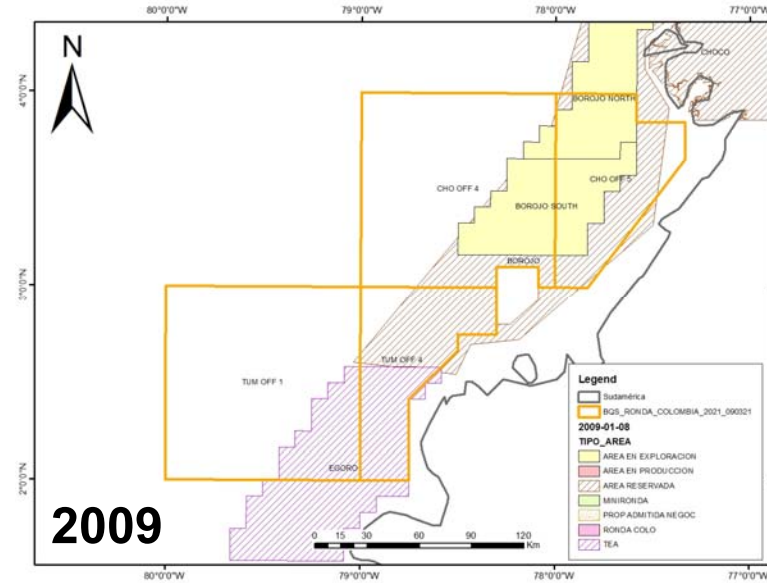 80°0'0"W 79°0'0"W 78°0'0"W 77°0'0"W
N
CHOCO
4°0'0"N
BOROJO NORTH
CHO OFF 4
CHO OFF 5
BOROJO SOUTH
BOROJO
3°0'0"N
TUM OFF 4
TUM OFF 1
EGORO
2°0'0"N
Legend
Sudamérica
BQS_RONDA_COLOMBIA_2021_090321
2009-01-08
TIPO_AREA
AREA EN EXPLORACION
AREA EN PRODUCCION
AREA RESERVADA
MINIRONDA
PROP ADMITIDA NEGOC
RONDA COLO
TEA
2009
0 15 30 60 90 120
Km
80°0'0"W 79°0'0"W 78°0'0"W 77°0'0"W